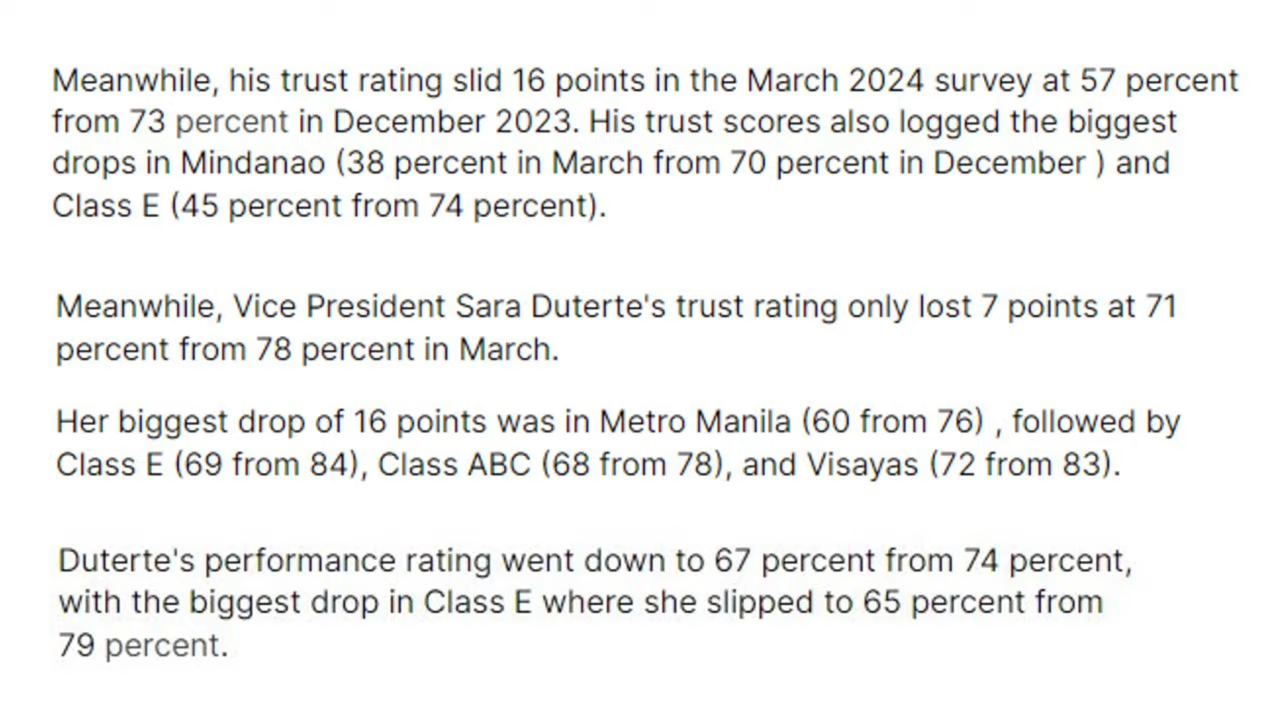 Meanwhile, his trust rating slid 16 points in the March 2024 survey at 57 percent
from 73 percent in December 2023. His trust scores also logged the biggest
drops in Mindanao (38 percent in March from 70 percent in December ) and
Class E (45 percent from 74 percent).
Meanwhile, Vice President Sara Duterte's trust rating only lost 7 points at 71
percent from 78 percent in March.
Her biggest drop of 16 points was in Metro Manila (60 from 76) , followed by
Class E (69 from 84), Class ABC (68 from 78), and Visayas (72 from 83).
Duterte's performance rating went down to 67 percent from 74 percent,
with the biggest drop in Class E where she slipped to 65 percent from
79 percent.